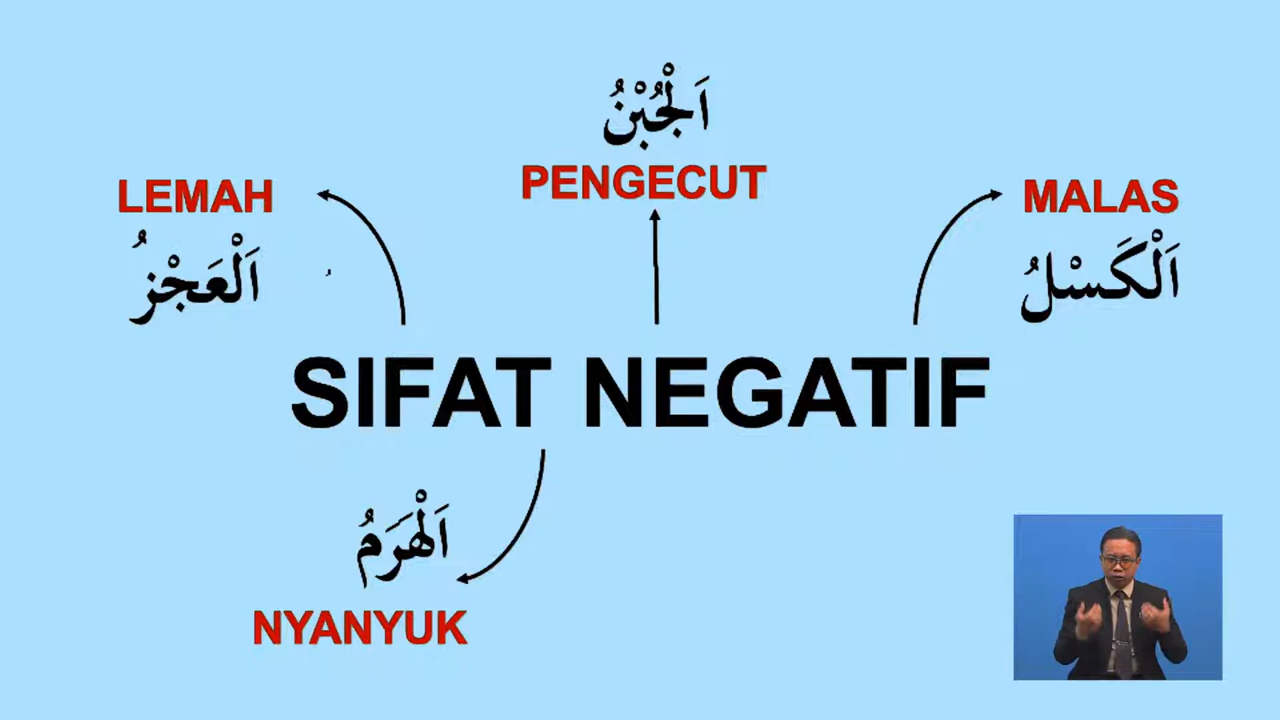 اَلْجُبْنُ
PENGECUT
LEMAH
اَلْعَجْزُ
MALAS
اَلْكَسْلُ
SIFAT NEGATIF
اَلْهَرَمُ
NYANYUK